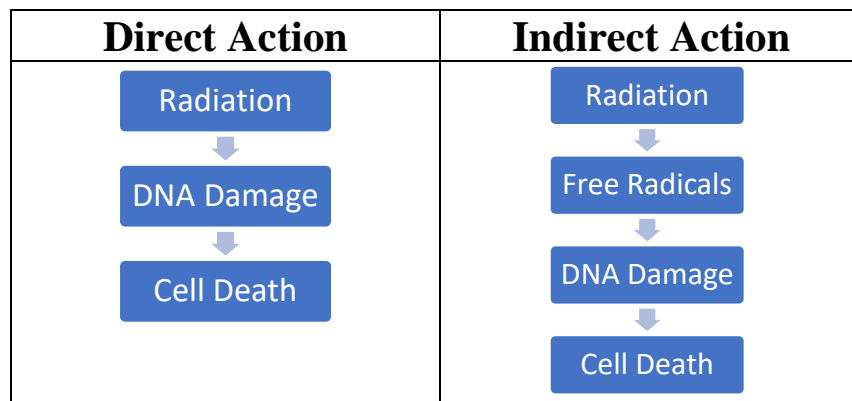 Direct Action
Radiation
DNA Damage
Cell Death
Indirect Action
Radiation
Free Radicals
DNA Damage
Cell Death